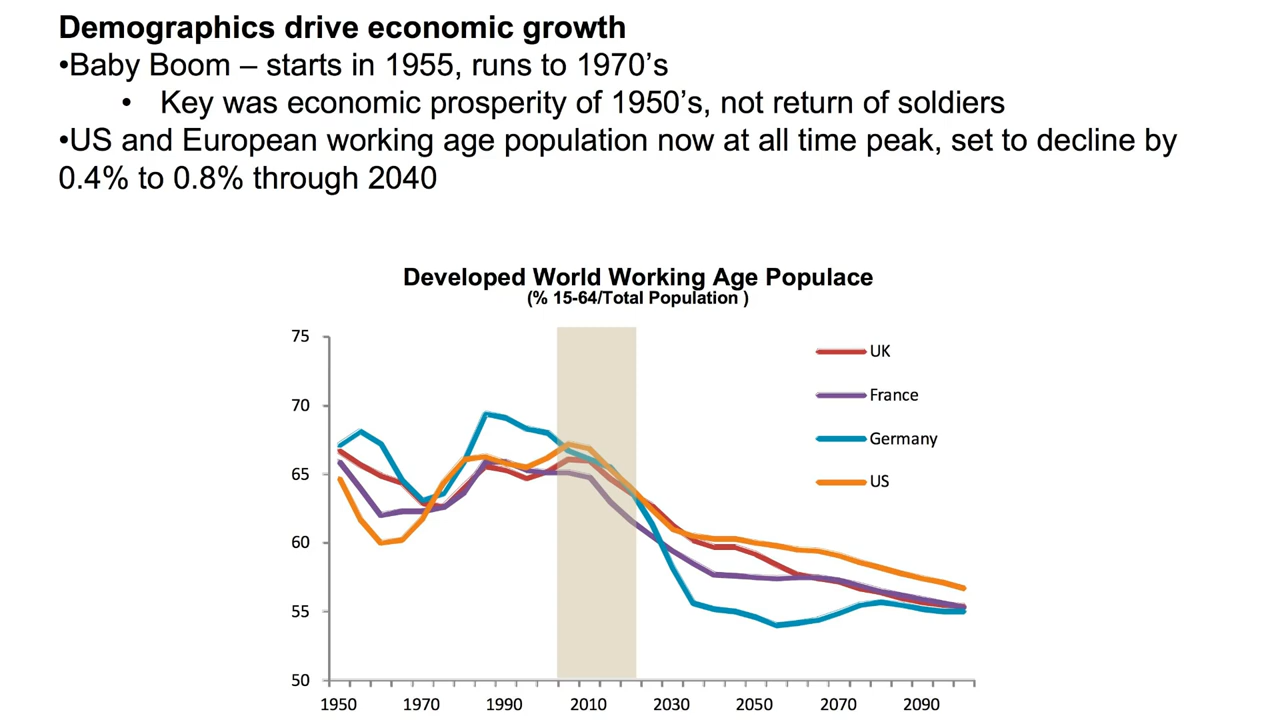 Demographics drive economic growth
•Baby Boom – starts in 1955, runs to 1970’s
• Key was economic prosperity of 1950’s, not return of soldiers
•US and European working age population now at all time peak, set to decline by
0.4% to 0.8% through 2040
Developed World Working Age Populace
(% 15-64/Total Population )
75
70
65
60
55
50
1950 1970 1990 2010 2030 2050 2070 2090
UK
France
Germany
US